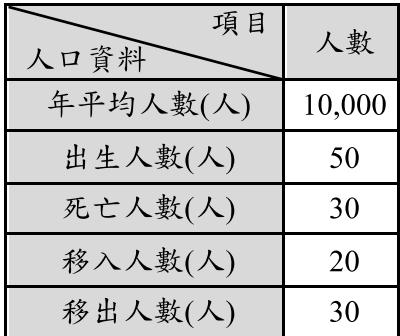 項目
人數
人口資料
年平均人數(人) 10,000
出生人數(人) 50
死亡人數(人) 30
移入人數(人) 20
移出人數(人) 30